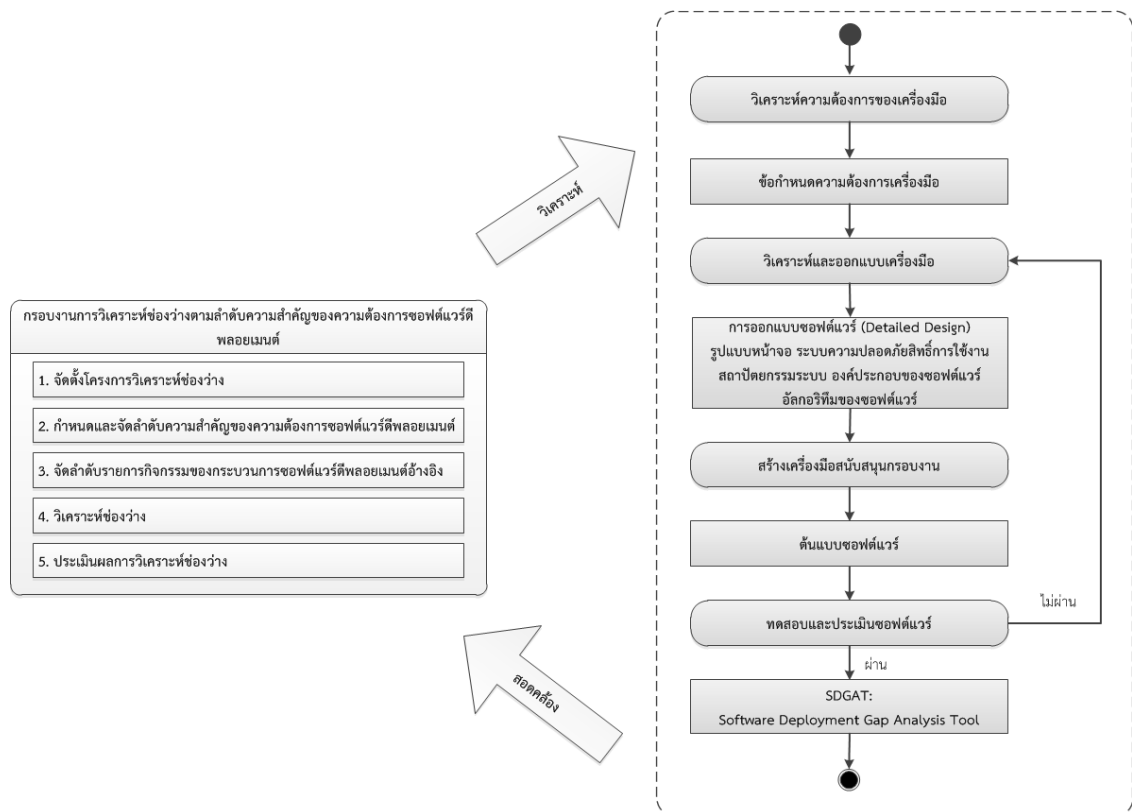 กรอบงานการวิเคราะห์ช่องว่างตามลำดับความสำคัญของความต้องการซอฟต์แวร์ดี
พลอยเมนต์
1. จัดตั้งโครงการวิเคราะห์ช่องว่าง
2. กำหนดและจัดลำดับความสำคัญของความต้องการซอฟต์แวร์ดีพลอยเมนต์
3. จัดลำดับรายการกิจกรรมของกระบวนการซอฟต์แวร์ดีพลอยเมนต์อ้างอิง
4. วิเคราะห์ช่องว่าง
5. ประเมินผลการวิเคราะห์ช่องว่าง
วิเคราะห์
สอดคล้อง
วิเคราะห์ความต้องการของเครื่องมือ
ข้อกำหนดความต้องการเครื่องมือ
วิเคราะห์และออกแบบเครื่องมือ
การออกแบบซอฟต์แวร์ (Detailed Design)
รูปแบบหน้าจอ ระบบความปลอดภัยสิทธิ์การใช้งาน
สถาปัตยกรรมระบบ องค์ประกอบของซอฟต์แวร์
อัลกอริทึมของซอฟต์แวร์
สร้างเครื่องมือสนับสนุนกรอบงาน
ต้นแบบซอฟต์แวร์
ไม่ผ่าน
ทดสอบและประเมินซอฟต์แวร์
ผ่าน
SDGAT:
Software Deployment Gap Analysis Tool